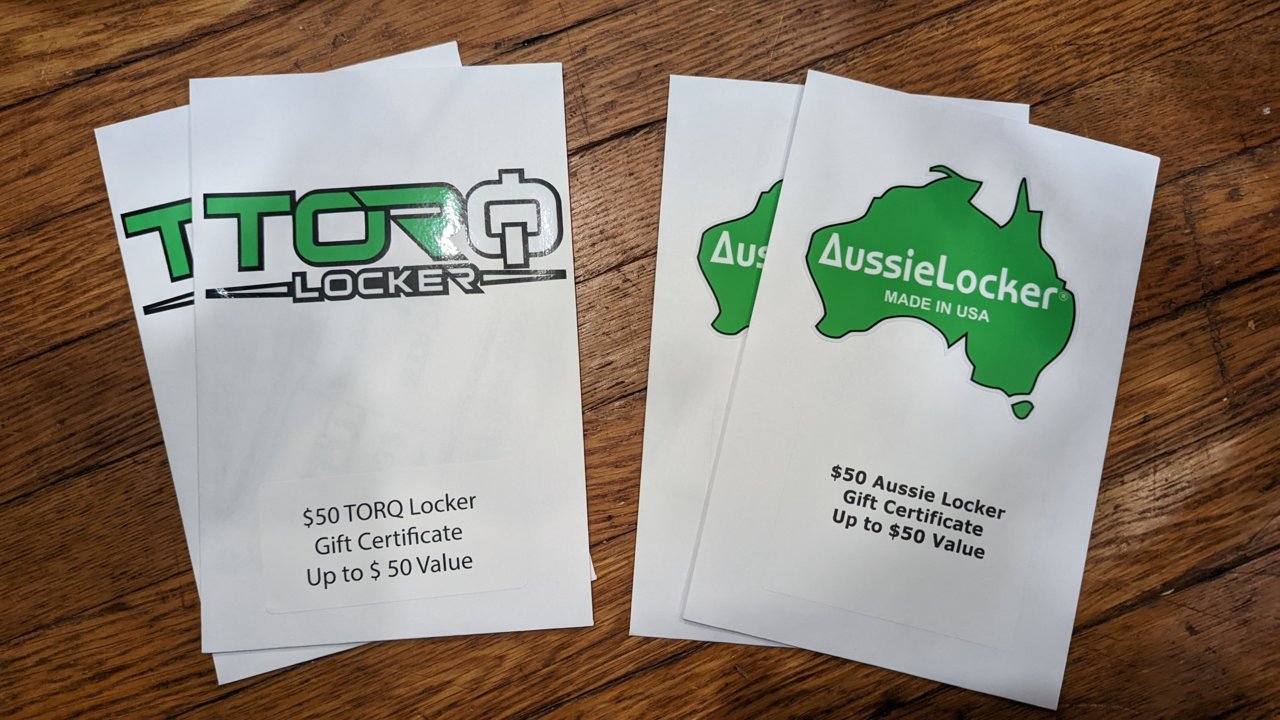 T
TORQ
LOCKER
$50 TORQ Locker
Gift Certificate
Up to $ 50 Value
Aus
AussieLocker®
MADE IN USA
$50 Aussie Locker
Gift Certificate
Up to $50 Value